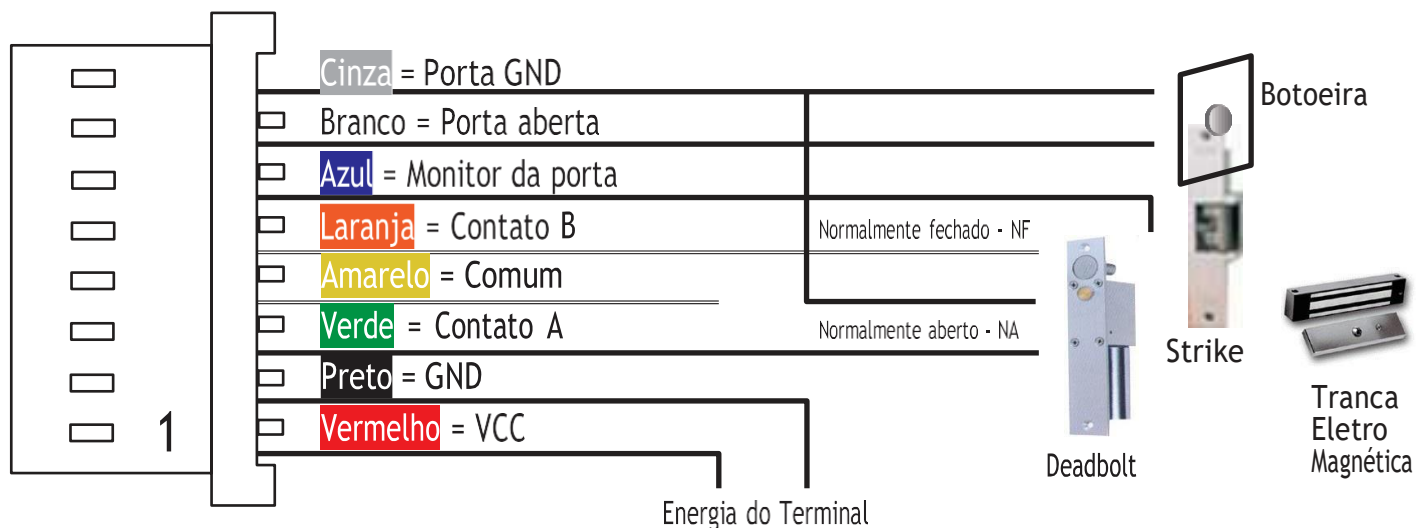 Cinza = Porta GND
Branco = Porta aberta
Azul = Monitor da porta
Laranja = Contato B
Amarelo = Comum
Verde = Contato A
Preto = GND
1
Vermelho = VCC
Normalmente fechado - NF
Normalmente aberto - NA
Botoeira
Strike
Deadbolt
Tranca
Eletro
Magnética
Energia do Terminal